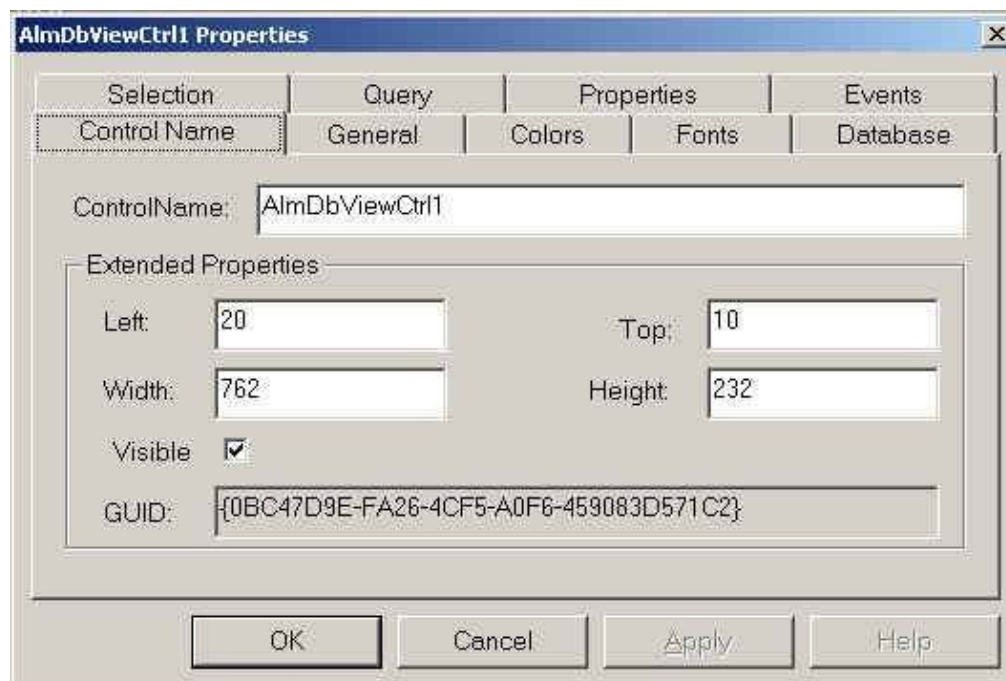 AlmDbViewCtrl1 Properties
Selection Query Properties Events
Control Name General Colors Fonts Database
ControlName: AlmDbViewCtrl1
Extended Properties
Left: 20 Top: 10
Width: 762 Height: 232
Visible
GUID: {0BC47D9E-FA26-4CF5-A0F6-459083D571C2}
OK Cancel Apply Help